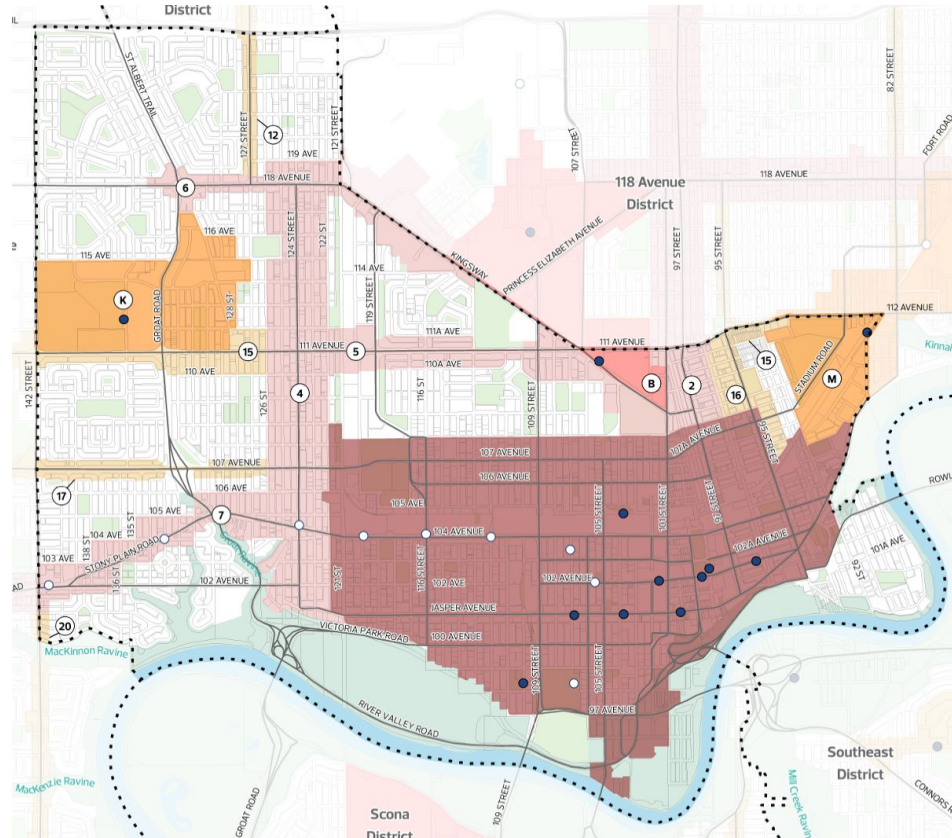 District
ST ALBERT TRAIL
127 STREET
12
121 STREET
107 STREET
82 STREET
FORT ROAD
119 AVE
118 AVENUE
6
118 Avenue
District
118 AVENUE
116 AVE
124 STREET
122 ST
KINGSWAY
PRINCESS ELIZABETH AVENUE
97 STREET
95 STREET
115 AVE
114 AVE
119 STREET
K
GROAT ROAD
128 ST
112 AVENUE
111A AVE
111 AVENUE
15
111 AVENUE
5
110A AVE
110 AVE
142 STREET
126 ST
4
116 ST
109 STREET
B
2
16
15
STADIUM ROAD
M
Kinnai
107 AVENUE
107 AVENUE
107A AVENUE
95 STREET
106 AVENUE
106 AVE
17
105 AVE
105 AVE
105 STREET
101 STREET
97 STREET
ROWL
7
104 AVE
135 ST
138 ST
136 ST
STONY PLAIN ROAD
103 AVE
104 AVENUE
102A AVENUE
101A AVE
92 ST
OAD
102 AVENUE
121 ST
116 STREET
102 AVE
102 AVENUE
JASPER AVENUE
20
MacKinnon Ravine
VICTORIA PARK ROAD
100 AVENUE
109 STREET
105 STREET
97 AVENUE
RIVER VALLEY ROAD
MacKenzie Ravine
GROAT ROAD
109 STREET
Scona
District
Mill Creek Ravin
Southeast
District
CONNORS R